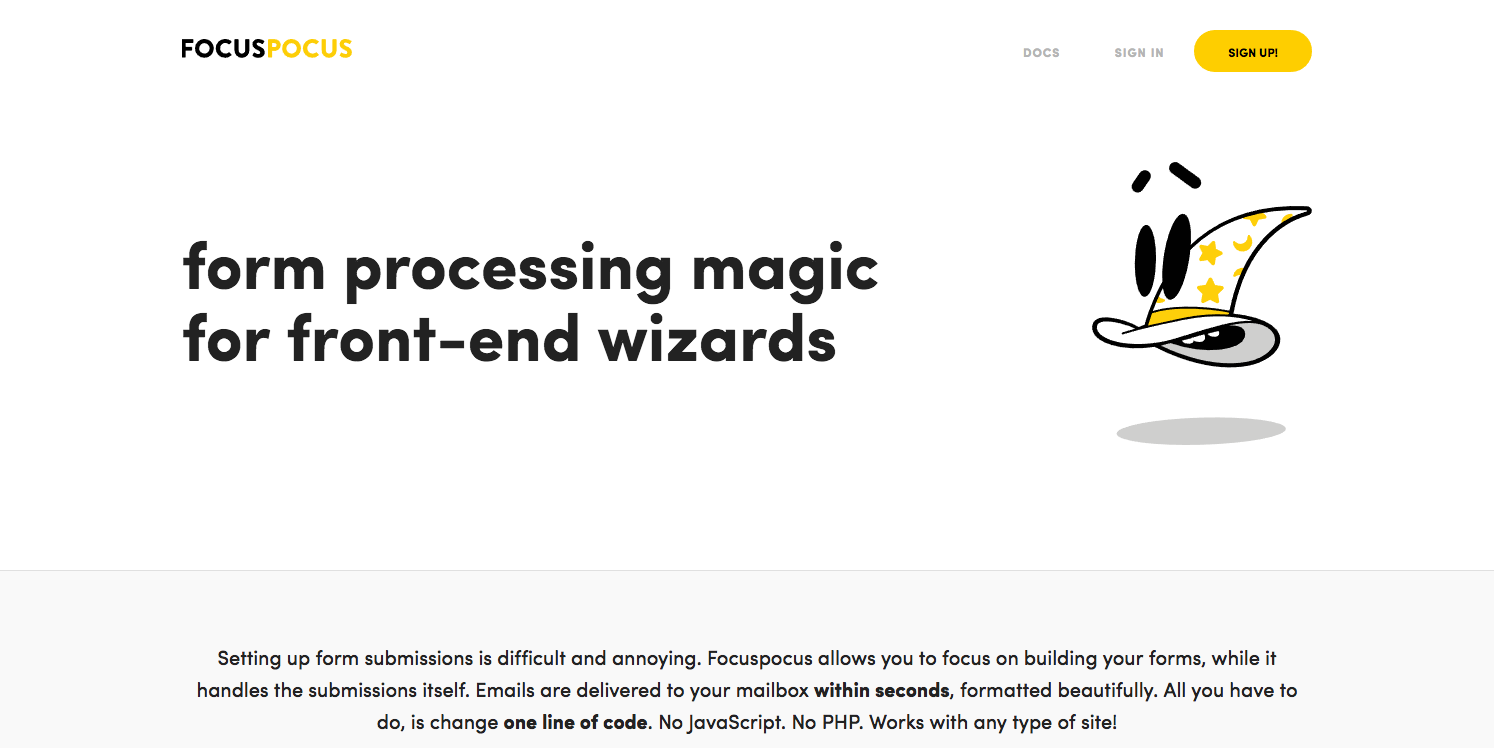 FOCUSPOCUS
DOCS
SIGN IN
SIGN UP!
form processing magic
for front-end wizards
Setting up form submissions is difficult and annoying. Focuspocus allows you to focus on building your forms, while it
handles the submissions itself. Emails are delivered to your mailbox within seconds, formatted beautifully. All you have to
do, is change one line of code. No JavaScript. No PHP. Works with any type of site!